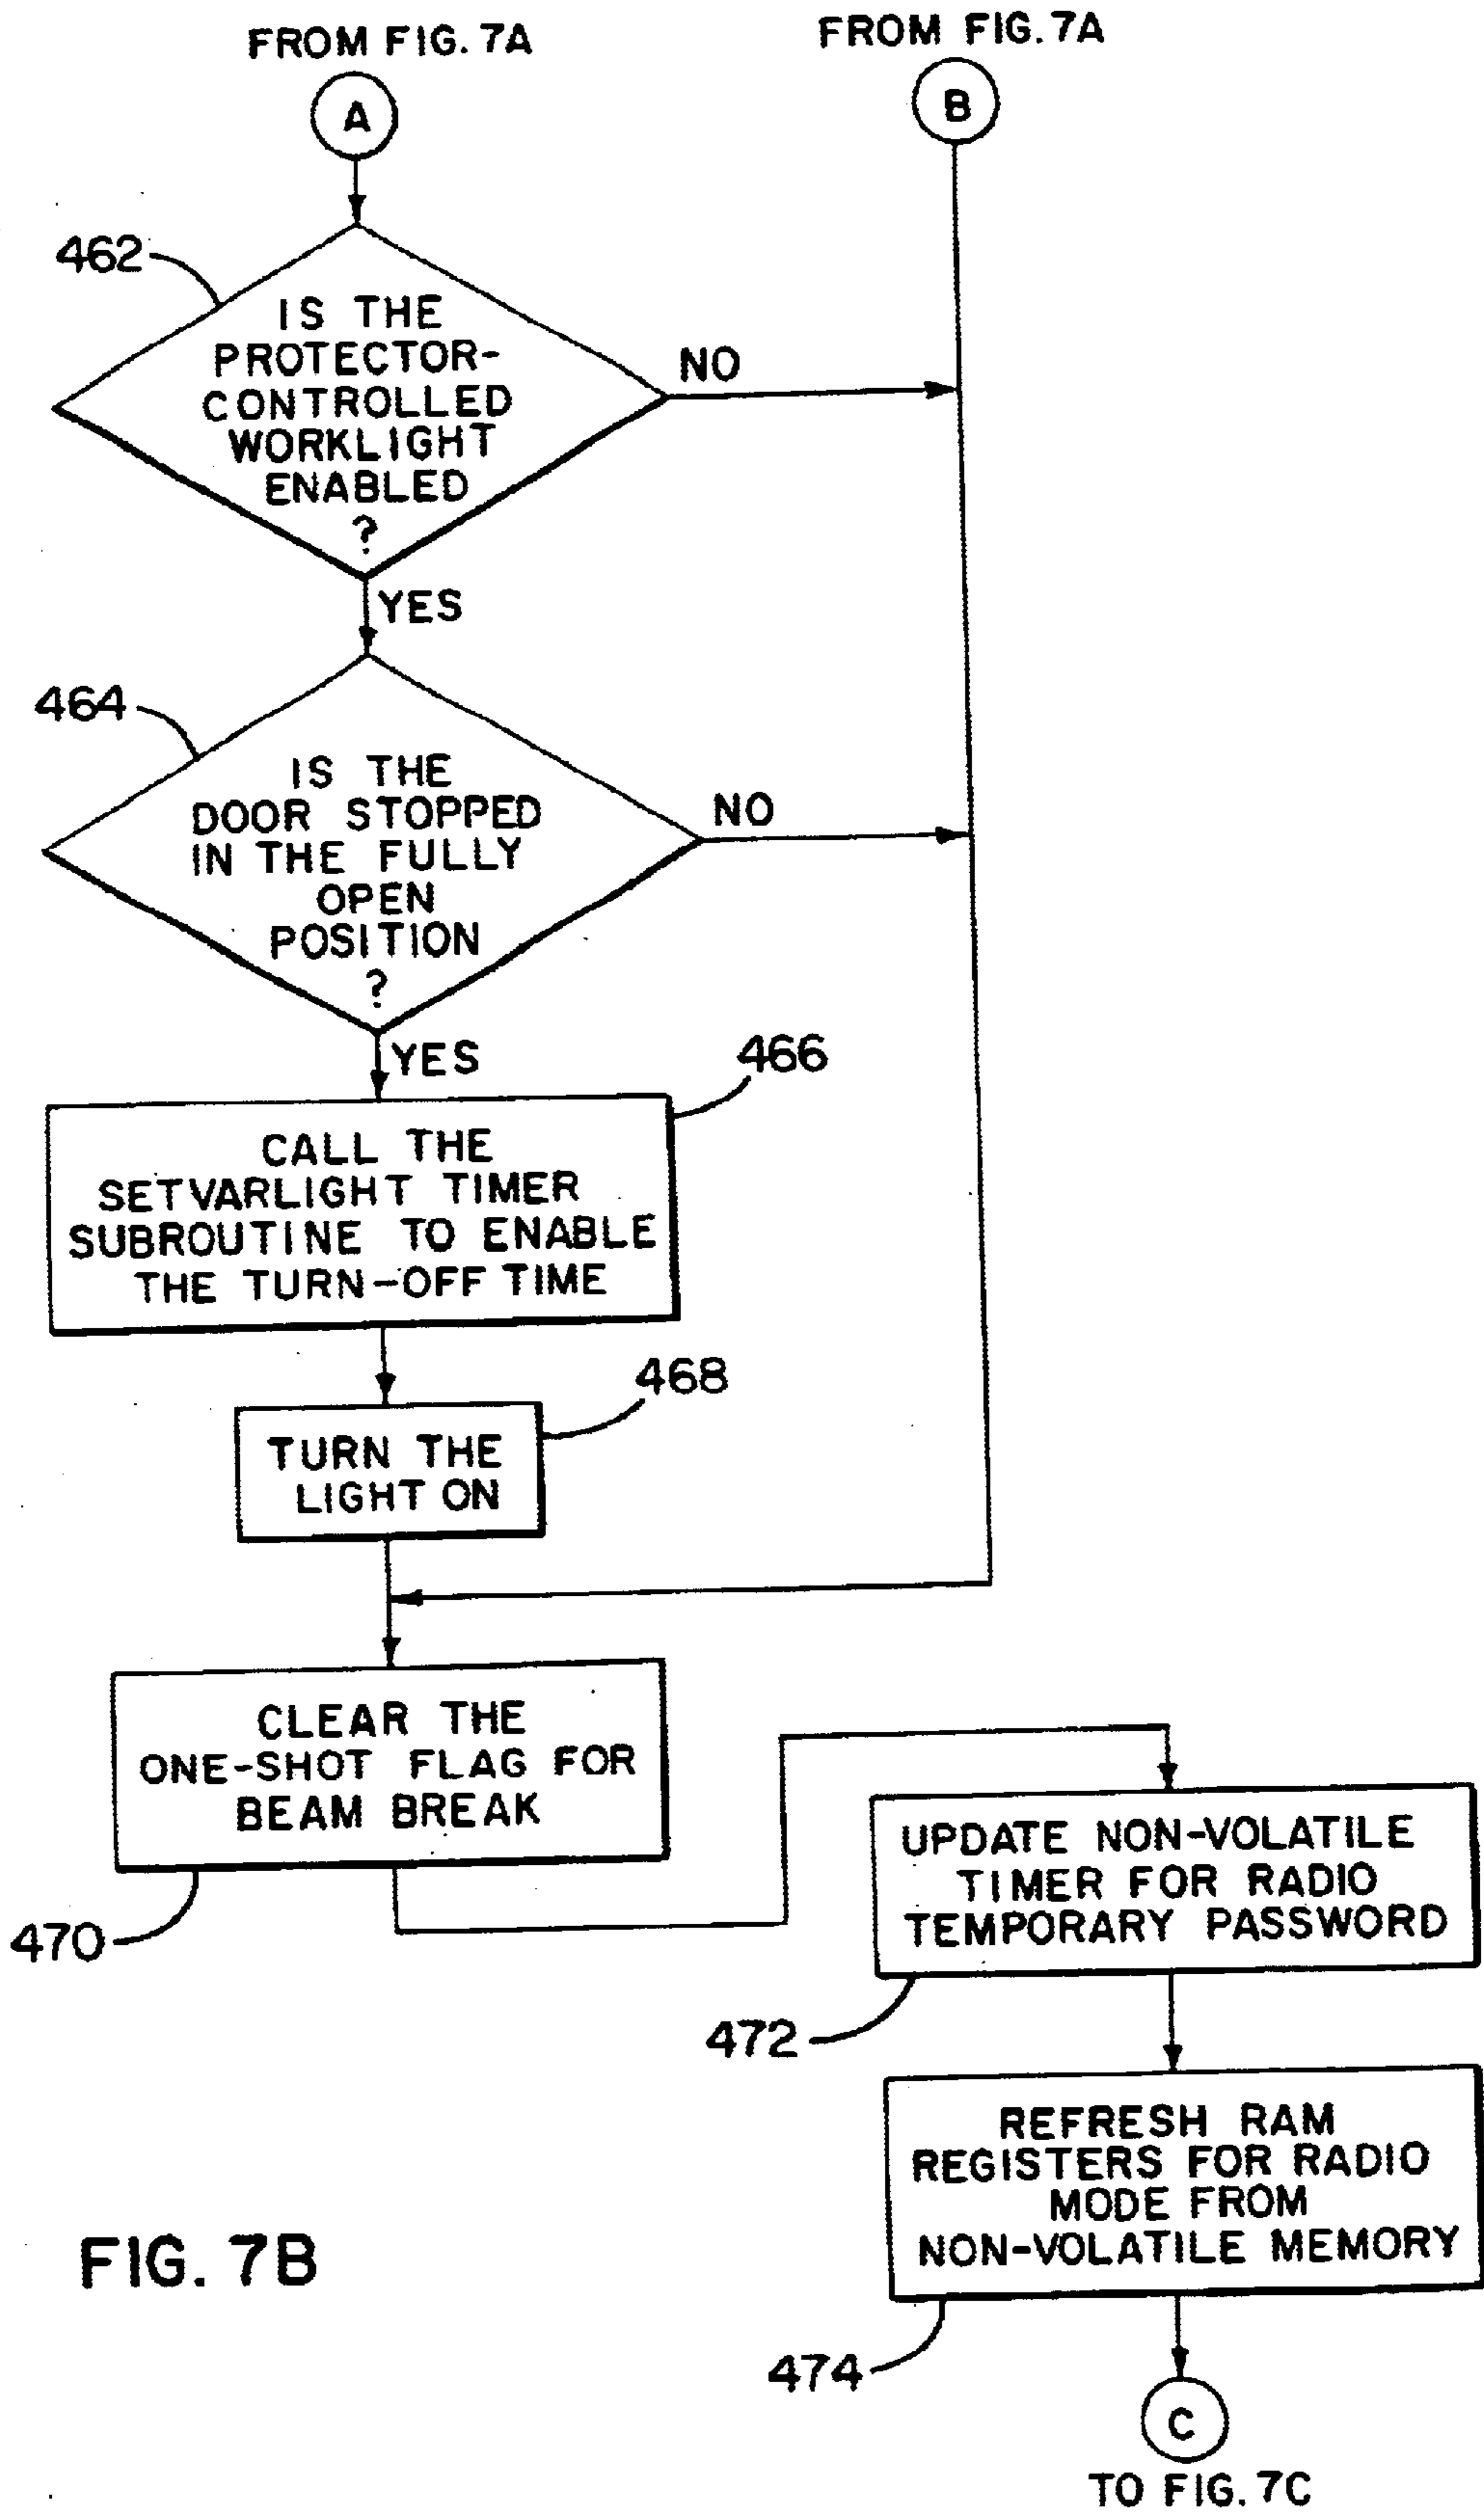 FROM FIG. 7A
A
FROM FIG. 7A
B
462
IS THE
PROTECTOR-
CONTROLLED
WORKLIGHT
ENABLED
?
NO
YES
464
IS THE
DOOR STOPPED
IN THE FULLY
OPEN
POSITION
?
NO
YES
466
CALL THE
SETVARLIGHT TIMER
SUBROUTINE TO ENABLE
THE TURN-OFF TIME
468
TURN THE
LIGHT ON
CLEAR THE
ONE-SHOT FLAG FOR
BEAM BREAK
470
UPDATE NON-VOLATILE
TIMER FOR RADIO
TEMPORARY PASSWORD
472
REFRESH RAM
REGISTERS FOR RADIO
MODE FROM
NON-VOLATILE MEMORY
474
C
TO FIG. 7C
FIG. 7B